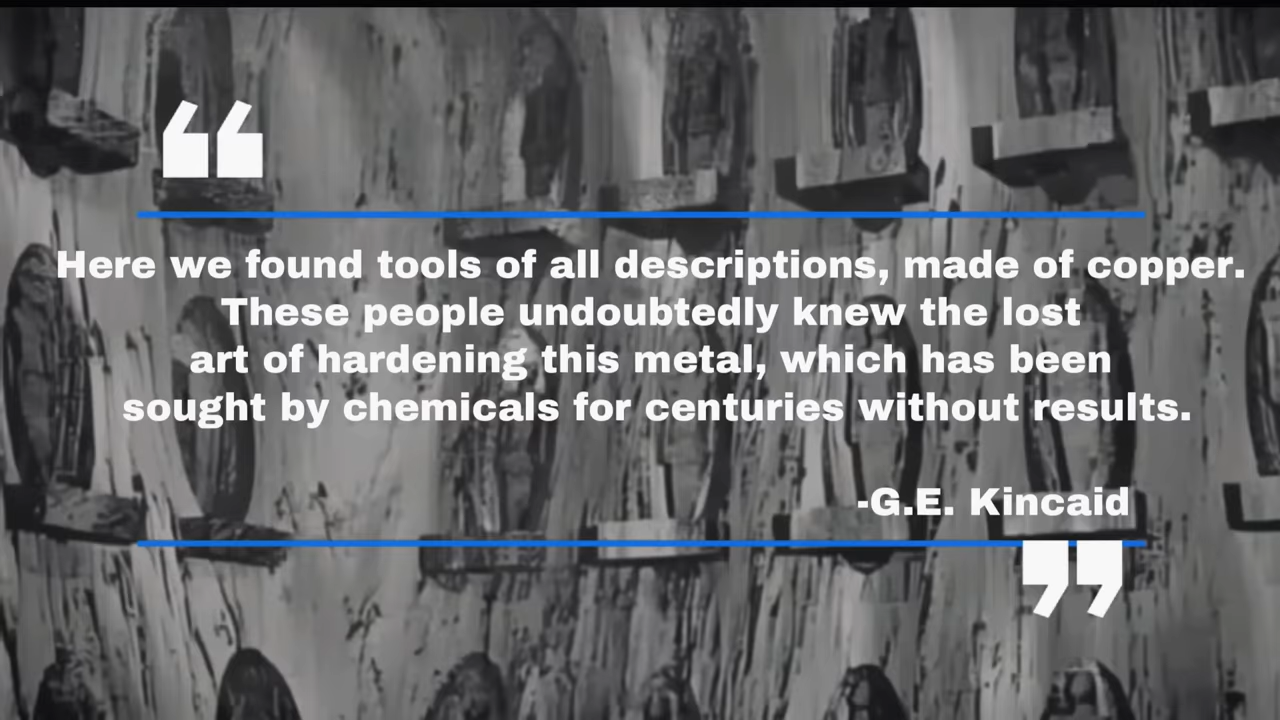 “
Here we found tools of all descriptions, made of copper.
These people undoubtedly knew the lost
art of hardening this metal, which has been
sought by chemicals for centuries without results.
-G.E. Kincaid
”